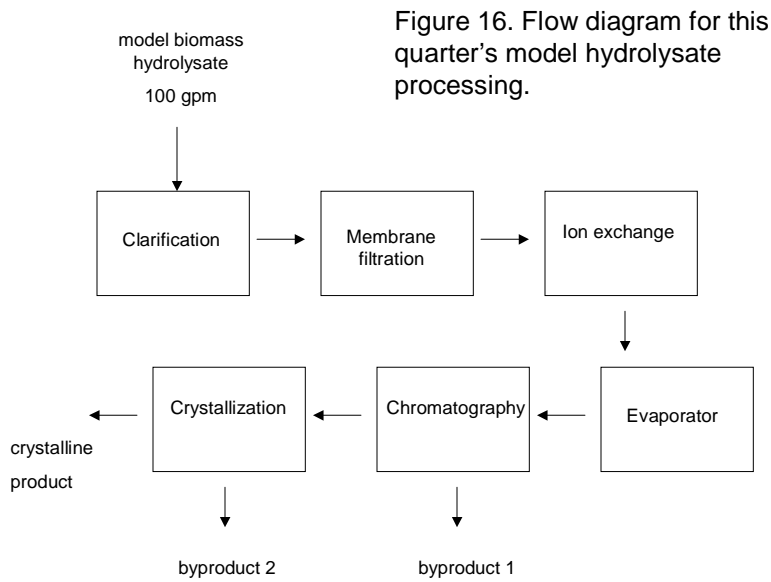 Figure 16. Flow diagram for this
quarter’s model hydrolysate
processing.
model biomass
hydrolysate
100 gpm
Clarification
Membrane
filtration
Ion exchange
Crystallization
Chromatography
Evaporator
crystalline
product
byproduct 2
byproduct 1